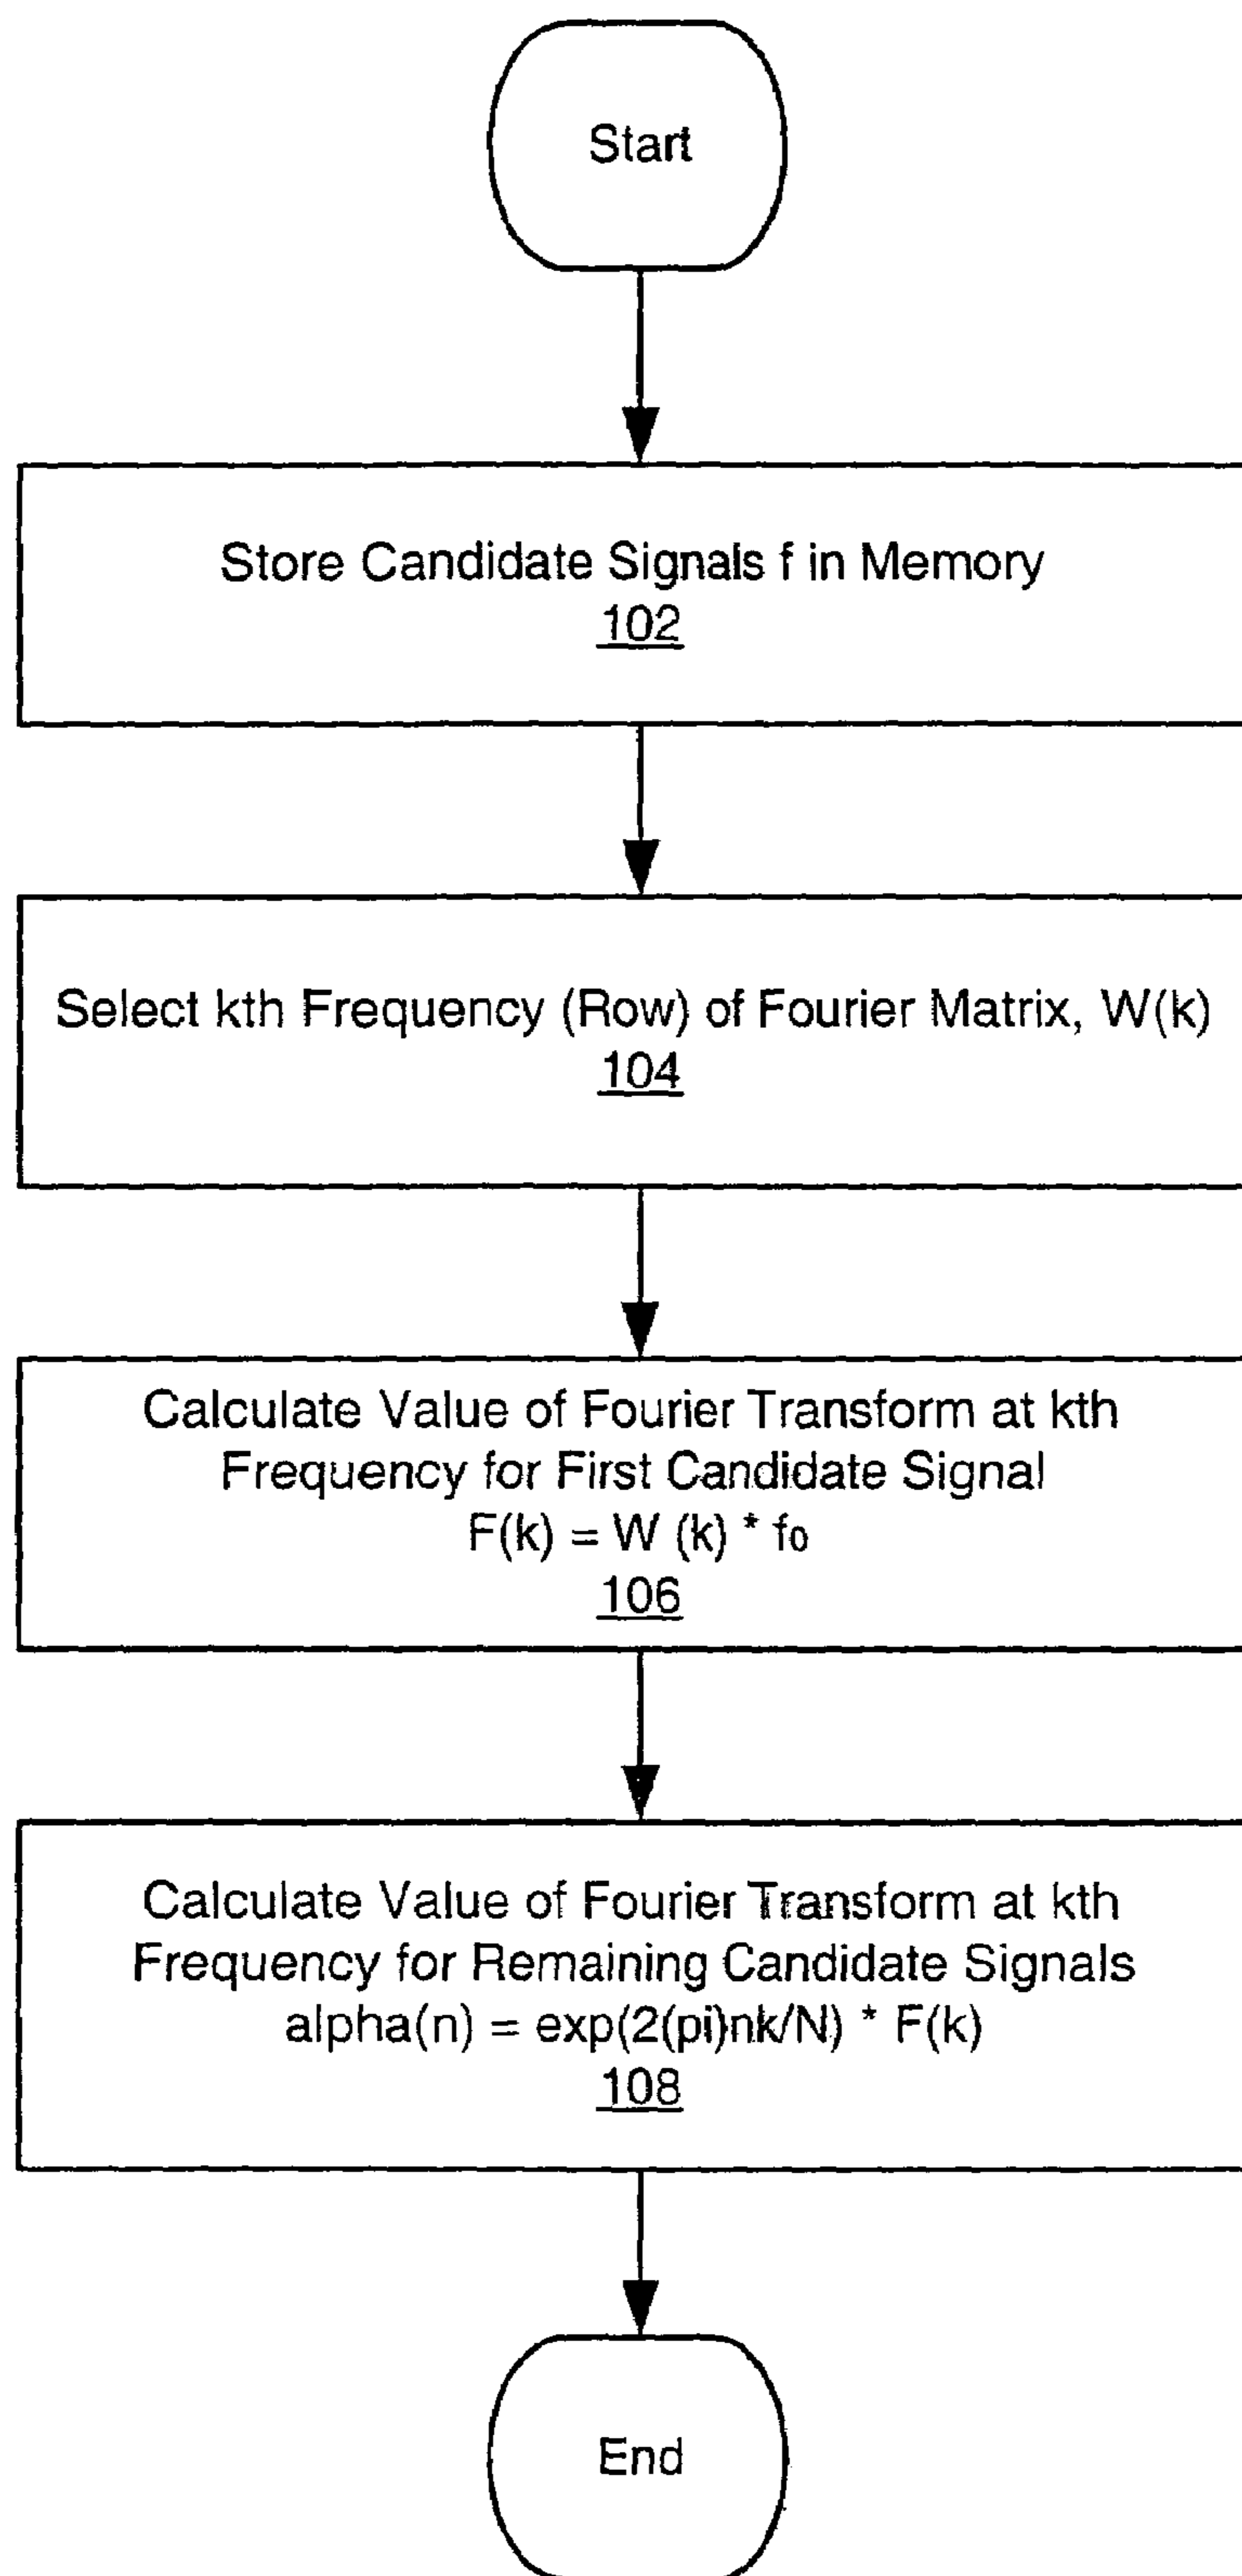 Start
Store Candidate Signals f in Memory
102
Select kth Frequency (Row) of Fourier Matrix, W(k)
104
Calculate Value of Fourier Transform at kth
Frequency for First Candidate Signal
F(k) = W (k) * f₀
106
Calculate Value of Fourier Transform at kth
Frequency for Remaining Candidate Signals
alpha(n) = exp(2(pi)nk/N) * F(k)
108
End